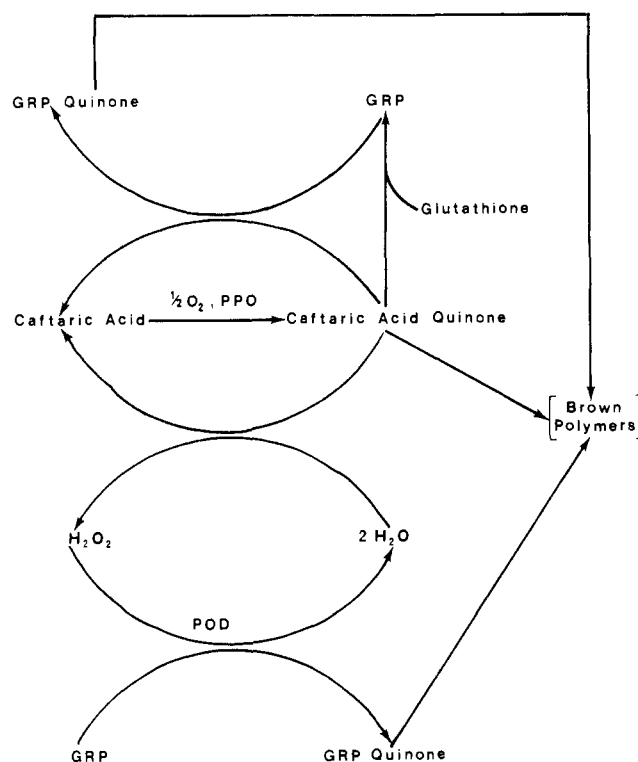 GRP Quinone
GRP
Glutathione
½O₂, PPO
Caftaric Acid
Caftaric Acid Quinone
Brown
Polymers
H₂O₂
2 H₂O
POD
GRP
GRP Quinone